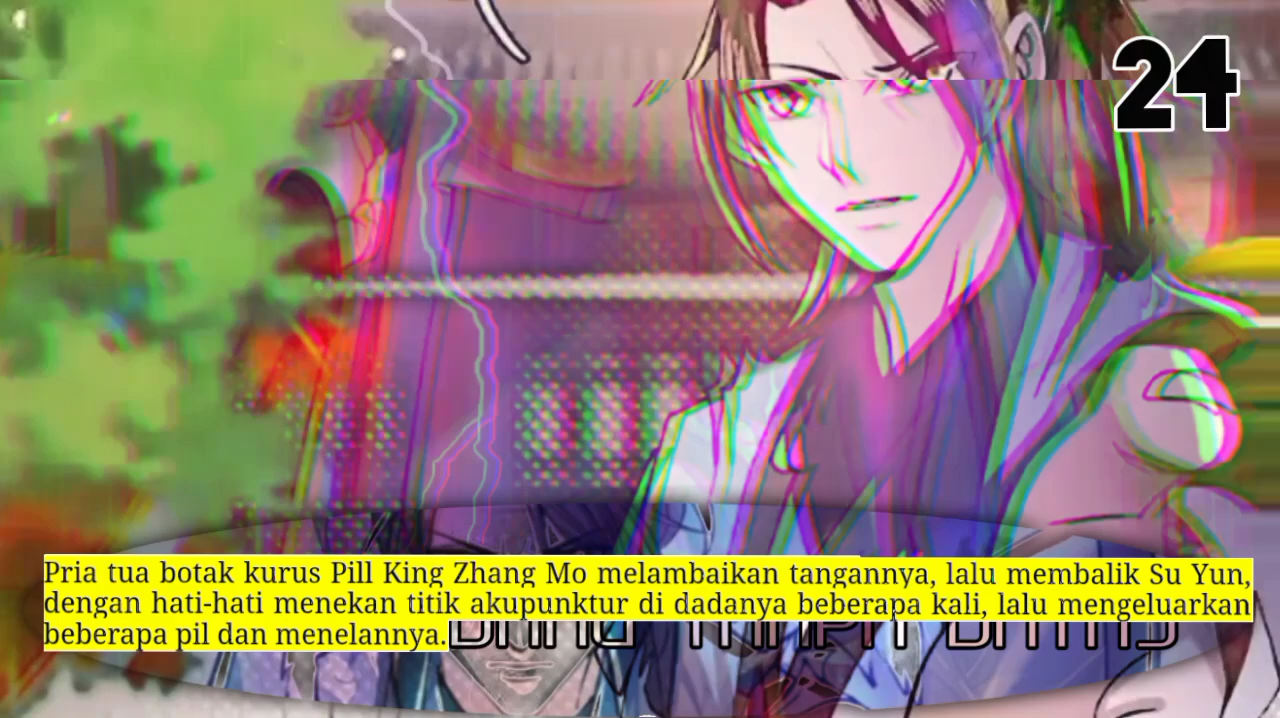 24
Pria tua botak kurus Pill King Zhang Mo melambaikan tangannya, lalu membalik Su Yun,
dengan hati-hati menekan titik akupunktur di dadanya beberapa kali, lalu mengeluarkan
beberapa pil dan menelannya.